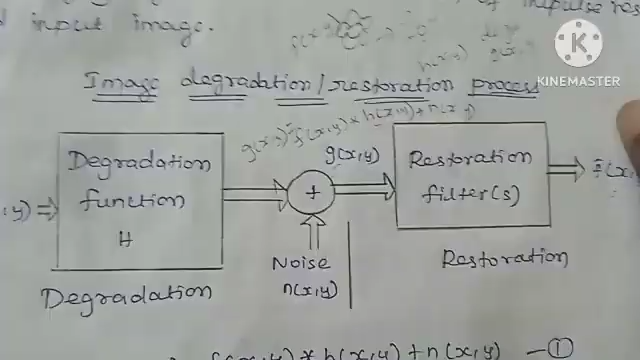 input image.
Image degradation/restoration process
KINEMASTER
g(x,y)=f(x,y)*h(x,y)+n(x,y)
Degradation
function
H
+
g(x,y)
Restoration
filter(s)
Noise
n(x,y)
Degradation
Restoration
f(x,y)*h(x,y)+n(x,y) —①